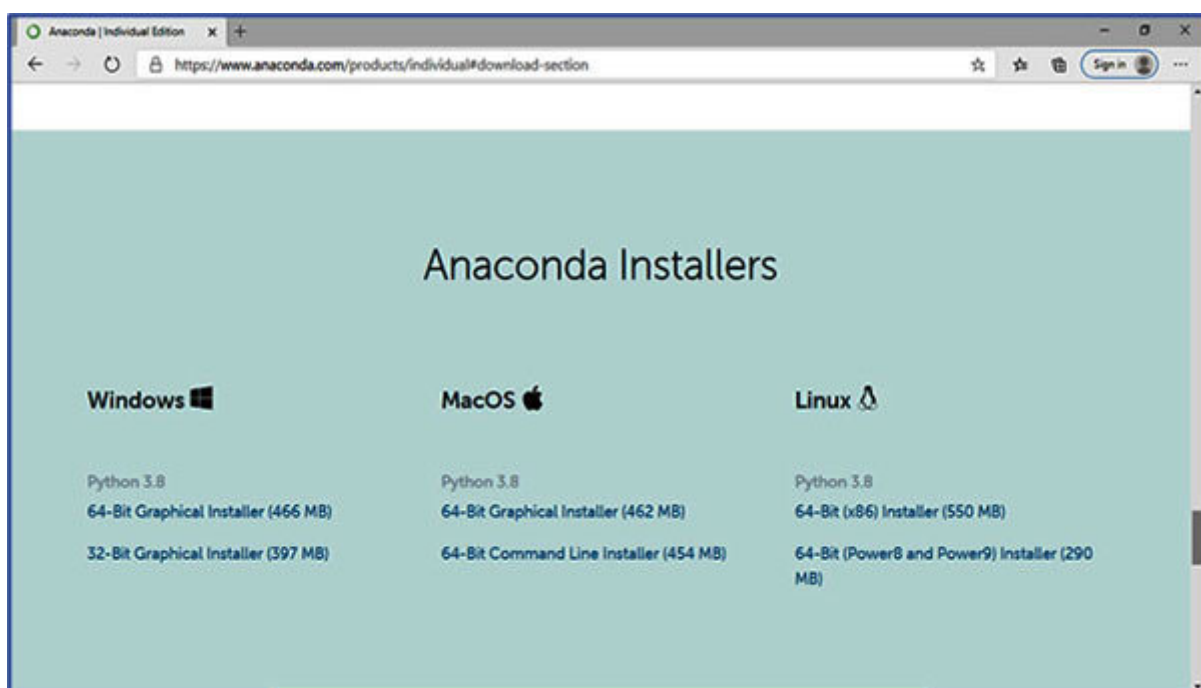 Anaconda | Individual Edition
https://www.anaconda.com/products/individual#download-section
Sign in
Anaconda Installers
Windows
Python 3.8
64-Bit Graphical Installer (466 MB)
32-Bit Graphical Installer (397 MB)
MacOS
Python 3.8
64-Bit Graphical Installer (462 MB)
64-Bit Command Line Installer (454 MB)
Linux
Python 3.8
64-Bit (x86) Installer (550 MB)
64-Bit (Power8 and Power9) Installer (290
MB)